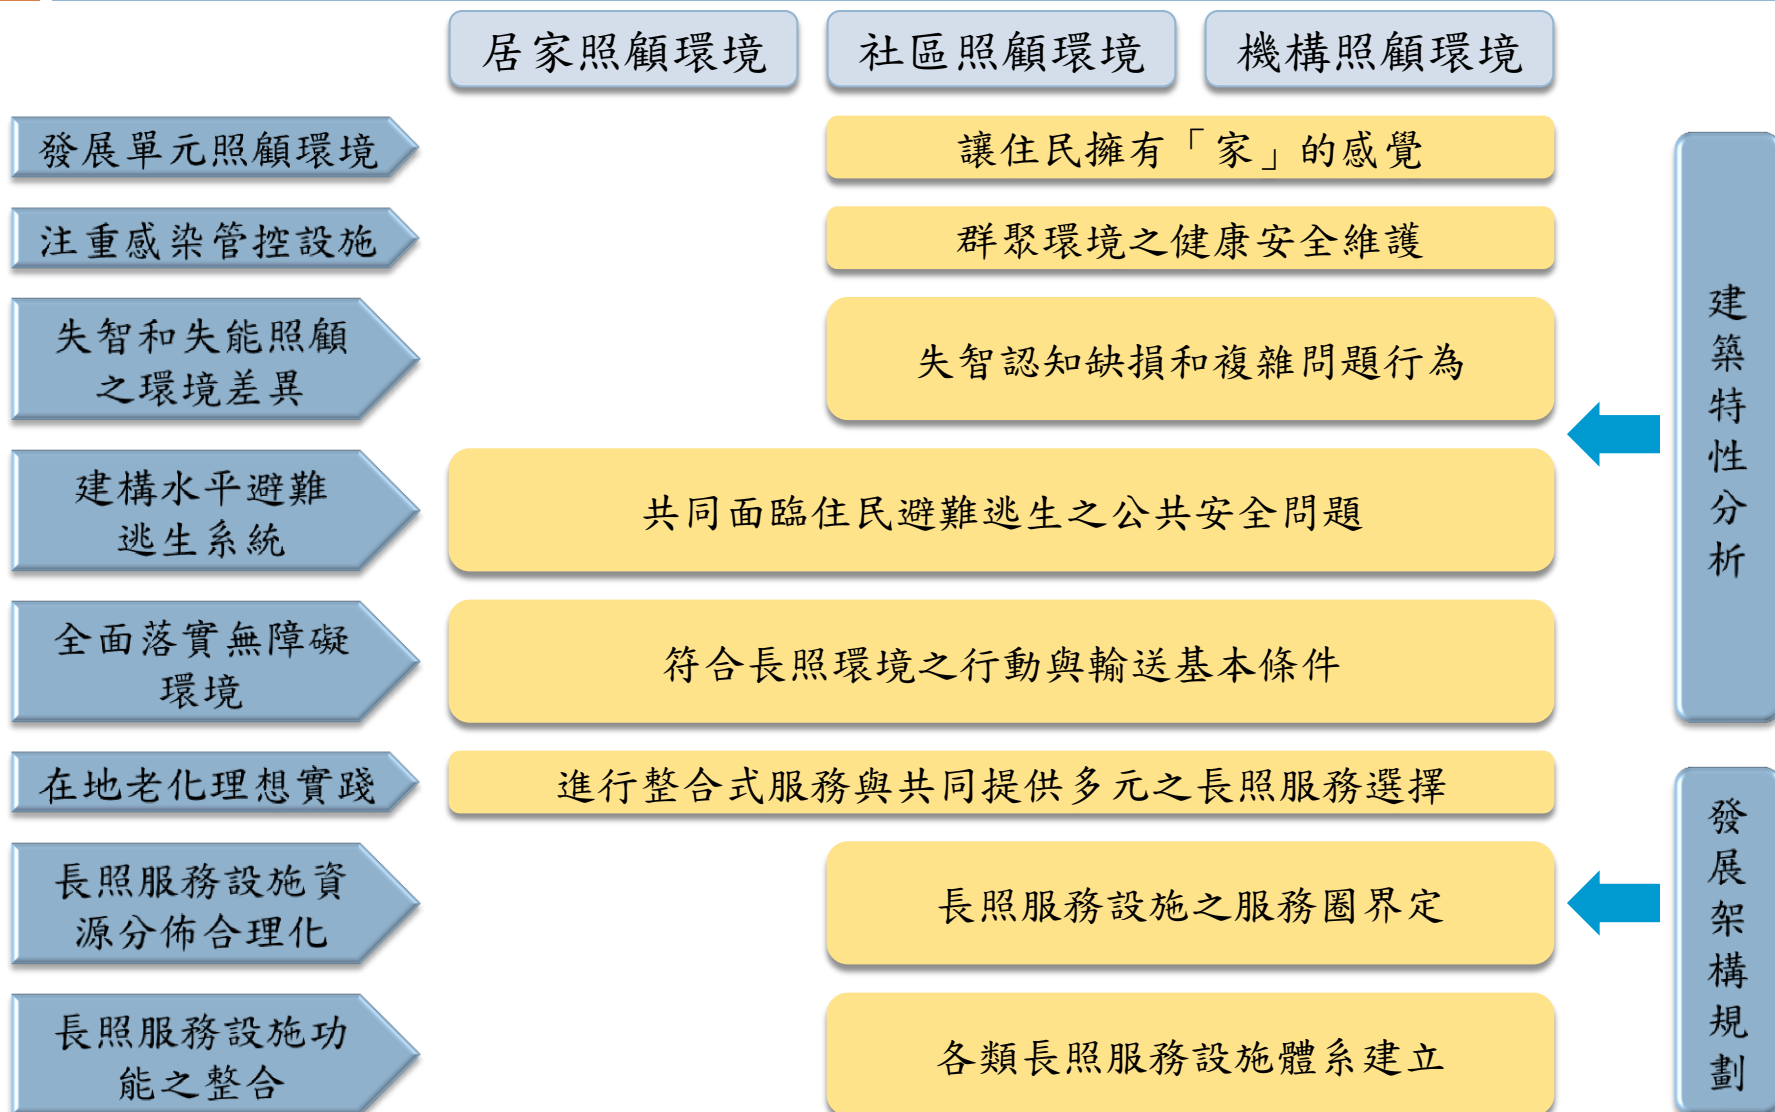 居家照顧環境
社區照顧環境
機構照顧環境
發展單元照顧環境
讓住民擁有「家」的感覺
注重感染管控設施
群聚環境之健康安全維護
失智和失能照顧
之環境差異
失智認知缺損和複雜問題行為
建構水平避難
逃生系統
共同面臨住民避難逃生之公共安全問題
全面落實無障礙
環境
符合長照環境之行動與輸送基本條件
建築特性分析
在地老化理想實踐
進行整合式服務與共同提供多元之長照服務選擇
長照服務設施資
源分佈合理化
長照服務設施之服務圈界定
長照服務設施功
能之整合
各類長照服務設施體系建立
發展架構規劃